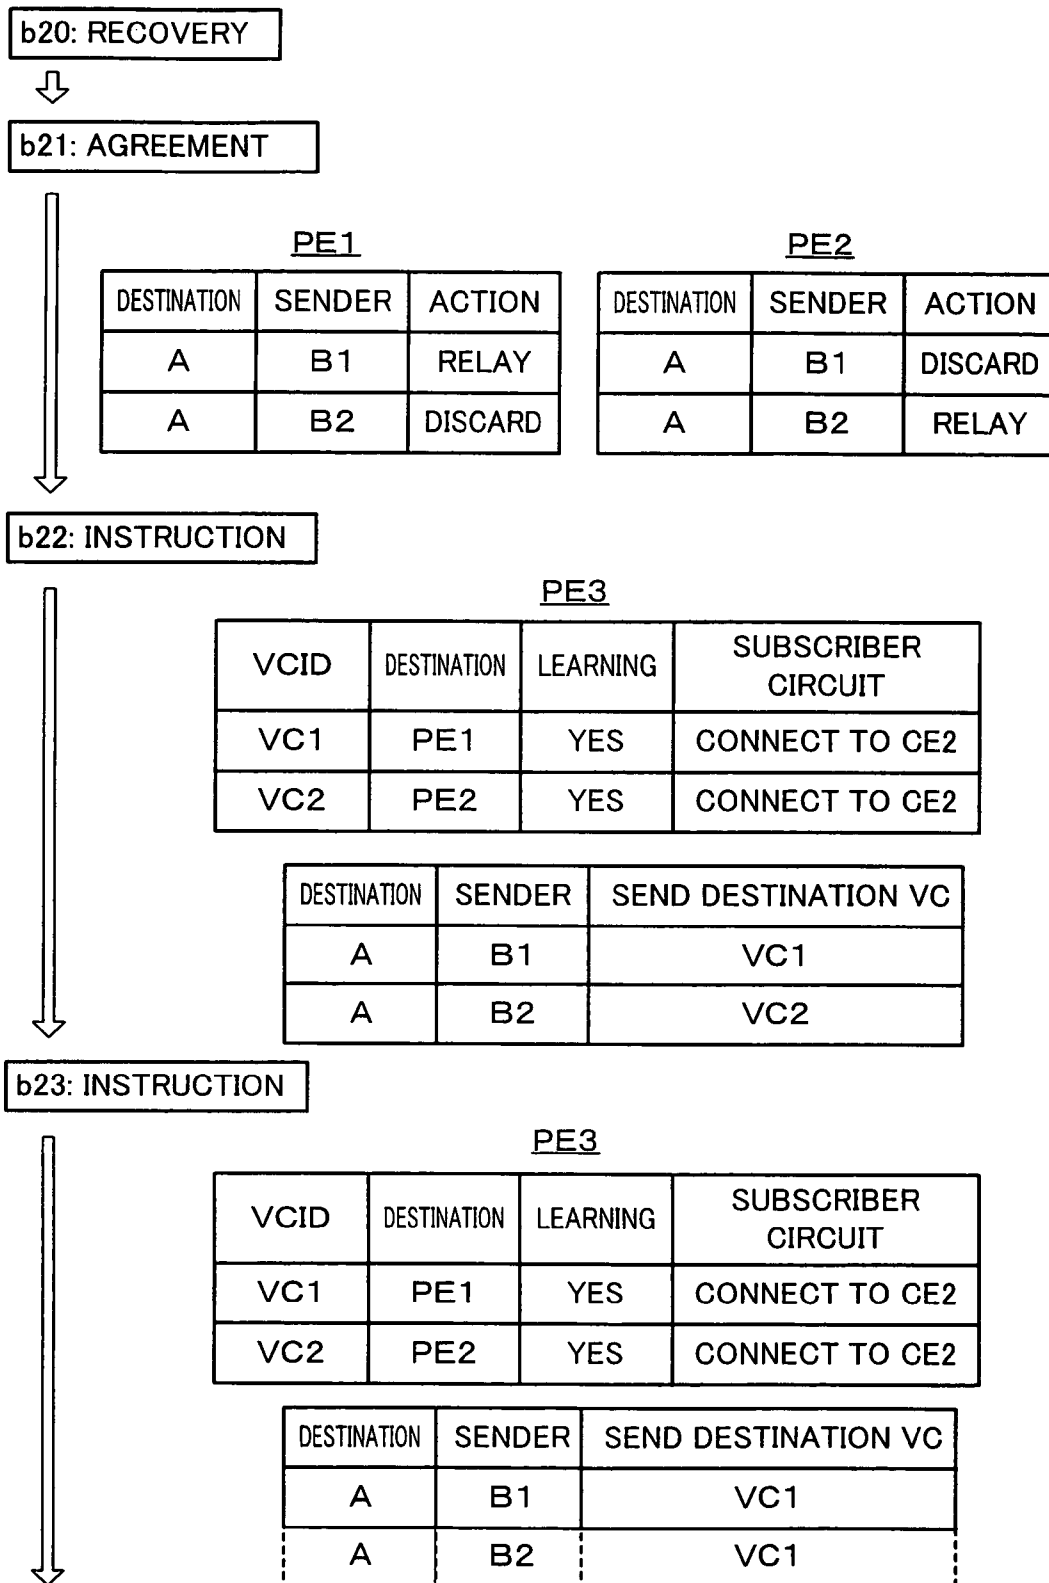 b20: RECOVERY
b21: AGREEMENT
PE1
DESTINATION SENDER ACTION
A B1 RELAY
A B2 DISCARD
PE2
DESTINATION SENDER ACTION
A B1 DISCARD
A B2 RELAY
b22: INSTRUCTION
PE3
VCID DESTINATION LEARNING SUBSCRIBER CIRCUIT
VC1 PE1 YES CONNECT TO CE2
VC2 PE2 YES CONNECT TO CE2
DESTINATION SENDER SEND DESTINATION VC
A B1 VC1
A B2 VC2
b23: INSTRUCTION
PE3
VCID DESTINATION LEARNING SUBSCRIBER CIRCUIT
VC1 PE1 YES CONNECT TO CE2
VC2 PE2 YES CONNECT TO CE2
DESTINATION SENDER SEND DESTINATION VC
A B1 VC1
A B2 VC1